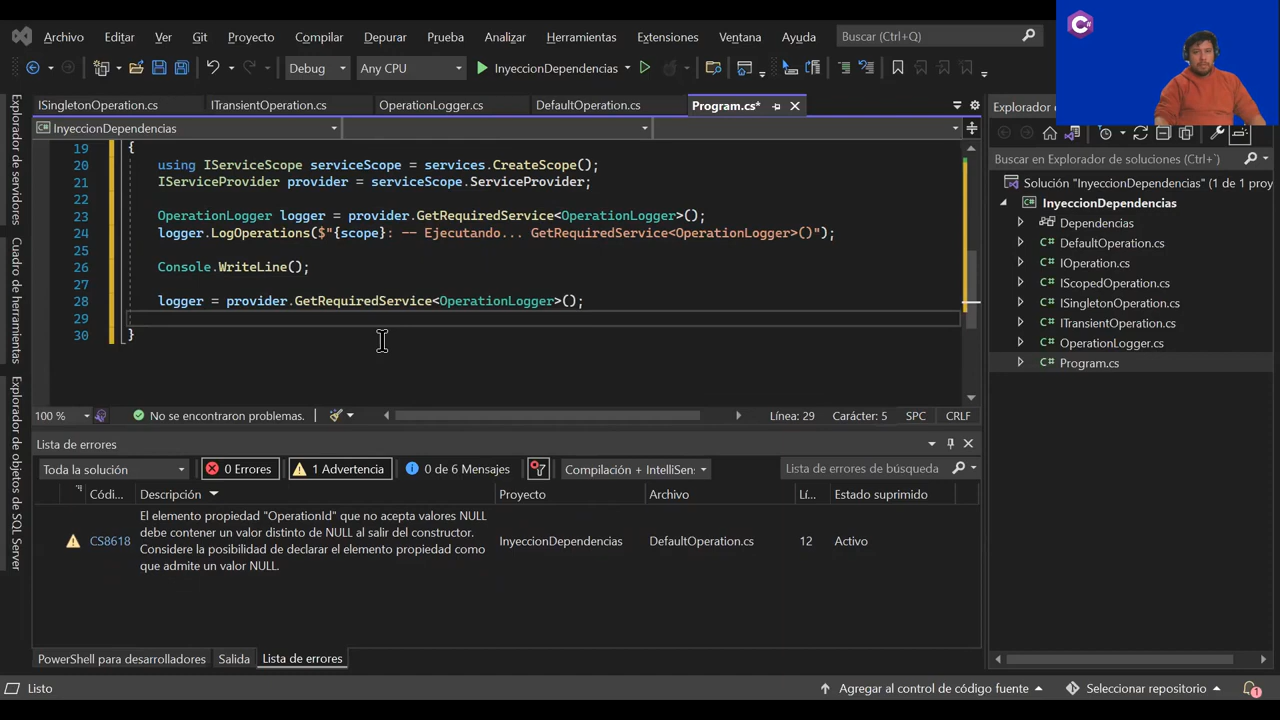 Archivo Editar Ver Git Proyecto Compilar Depurar Prueba Analizar Herramientas Extensiones Ventana Ayuda Buscar (Ctrl+Q)
Debug Any CPU InyeccionDependencias
ISingletonOperation.cs ITransientOperation.cs OperationLogger.cs DefaultOperation.cs Program.cs*
InyeccionDependencias
19 {
20 using IServiceScope serviceScope = services.CreateScope();
21 IServiceProvider provider = serviceScope.ServiceProvider;
22
23 OperationLogger logger = provider.GetRequiredService<OperationLogger>();
24 logger.LogOperations($"{scope}: -- Ejecutando... GetRequiredService<OperationLogger>()");
25
26 Console.WriteLine();
27
28 logger = provider.GetRequiredService<OperationLogger>();
29
30 }
100 % No se encontraron problemas. Línea: 29 Carácter: 5 SPC CRLF
Lista de errores
Toda la solución 0 Errores 1 Advertencia 0 de 6 Mensajes Compilación + IntelliSen: Lista de errores de búsqueda
Códi... Descripción Proyecto Archivo Lí... Estado suprimido
CS8618 El elemento propiedad "OperationId" que no acepta valores NULL
debe contener un valor distinto de NULL al salir del constructor.
Considere la posibilidad de declarar el elemento propiedad como
que admite un valor NULL.
InyeccionDependencias DefaultOperation.cs 12 Activo
PowerShell para desarrolladores Salida Lista de errores
Listo Agregar al control de código fuente Seleccionar repositorio 1
Explorador de servidores
Cuadro de herramientas
Explorador de objetos de SQL Server
C#
Explorador
Buscar en Explorador de soluciones (Ctrl+`)
Solución "InyeccionDependencias" (1 de 1 proy
C# InyeccionDependencias
Dependencias
C# DefaultOperation.cs
C# IOperation.cs
C# IScopedOperation.cs
C# ISingletonOperation.cs
C# ITransientOperation.cs
C# OperationLogger.cs
C# Program.cs